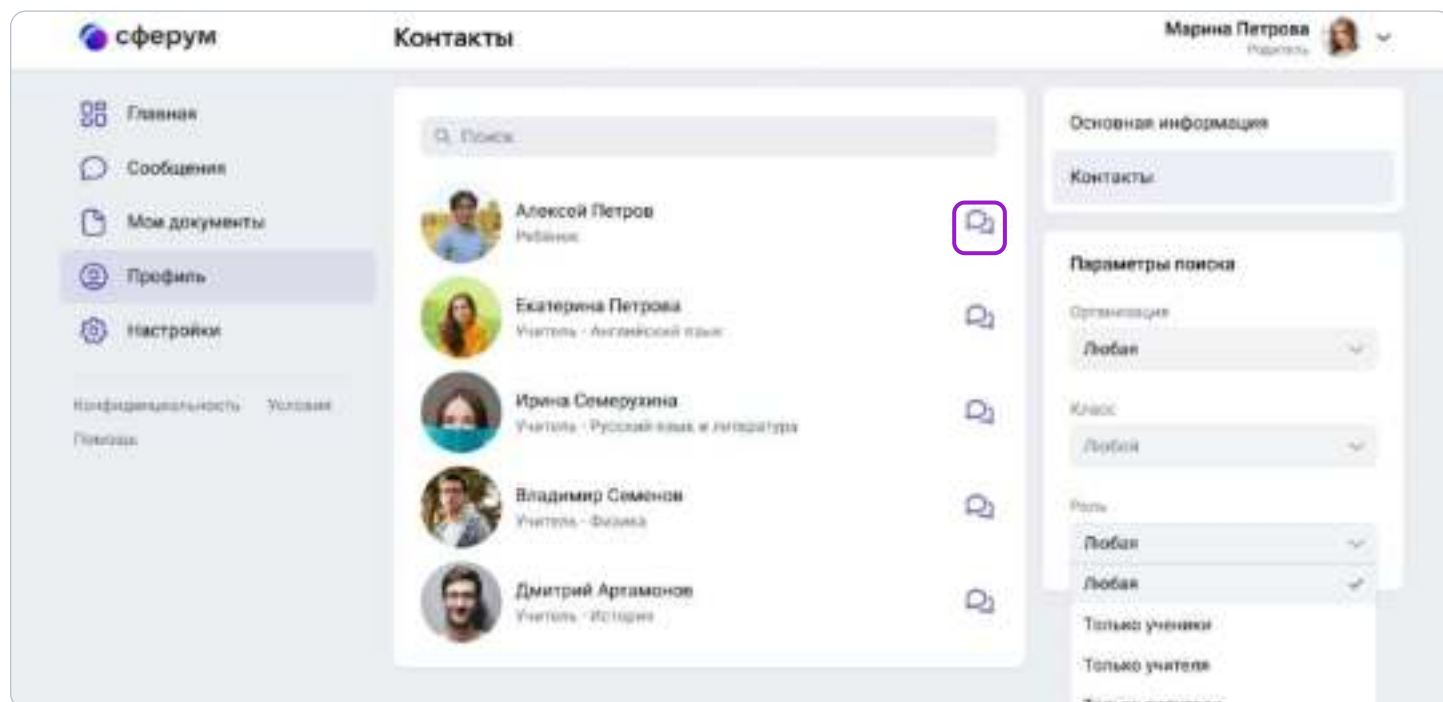 сферум
Контакты
Марина Петрова
Родитель
Главная
Сообщения
Мои документы
Профиль
Настройки
Конфиденциальность Условия
Помощь
Поиск
Алексей Петров
Ребёнок
Екатерина Петрова
Учитель - Английский язык
Ирина Семерухина
Учитель - Русский язык и литература
Владимир Семенов
Учитель - Физика
Дмитрий Артамонов
Учитель - История
Основная информация
Контакты
Параметры поиска
Организация
Любая
Класс
Любой
Роль
Любая
Любая
Только ученики
Только учителя